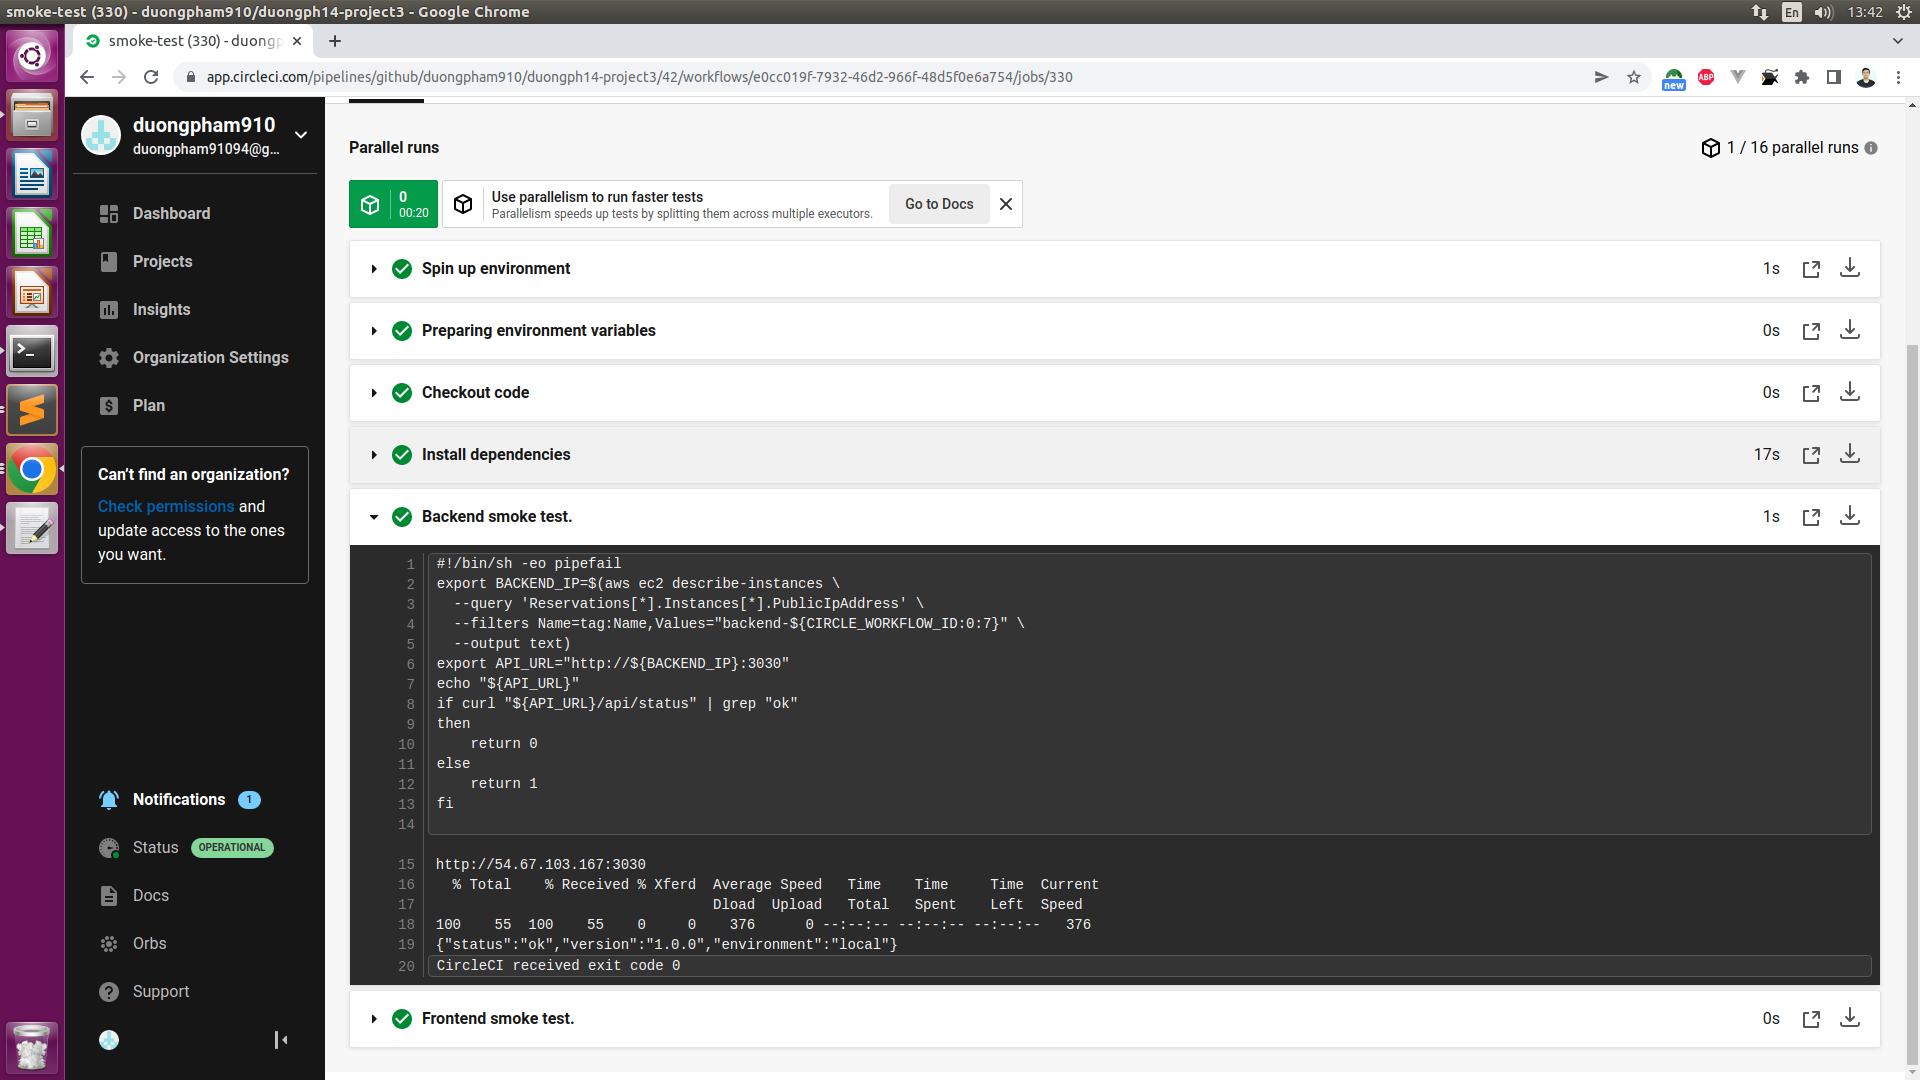 smoke-test (330) - duongpham910/duongph14-project3 - Google Chrome
En
13:42
smoke-test (330) - duongp
app.circleci.com/pipelines/github/duongpham910/duongph14-project3/42/workflows/e0cc019f-7932-46d2-966f-48d5f0e6a754/jobs/330
new
ABP
duongpham910
duongpham91094@g...
Dashboard
Projects
Insights
Organization Settings
Plan
Can't find an organization?
Check permissions and
update access to the ones
you want.
Notifications 1
Status OPERATIONAL
Docs
Orbs
Support
Parallel runs
1 / 16 parallel runs
0
00:20
Use parallelism to run faster tests
Parallelism speeds up tests by splitting them across multiple executors.
Go to Docs
Spin up environment 1s
Preparing environment variables 0s
Checkout code 0s
Install dependencies 17s
Backend smoke test. 1s
1 #!/bin/sh -eo pipefail
2 export BACKEND_IP=$(aws ec2 describe-instances \
3   --query 'Reservations[*].Instances[*].PublicIpAddress' \
4   --filters Name=tag:Name,Values="backend-${CIRCLE_WORKFLOW_ID:0:7}" \
5   --output text)
6 export API_URL="http://${BACKEND_IP}:3030"
7 echo "${API_URL}"
8 if curl "${API_URL}/api/status" | grep "ok"
9 then
10     return 0
11 else
12     return 1
13 fi
14
15 http://54.67.103.167:3030
16   % Total    % Received % Xferd  Average Speed   Time    Time     Time  Current
17                                  Dload  Upload   Total   Spent    Left  Speed
18 100    55  100    55    0     0    376      0 --:--:-- --:--:-- --:--:--   376
19 {"status":"ok","version":"1.0.0","environment":"local"}
20 CircleCI received exit code 0
Frontend smoke test. 0s